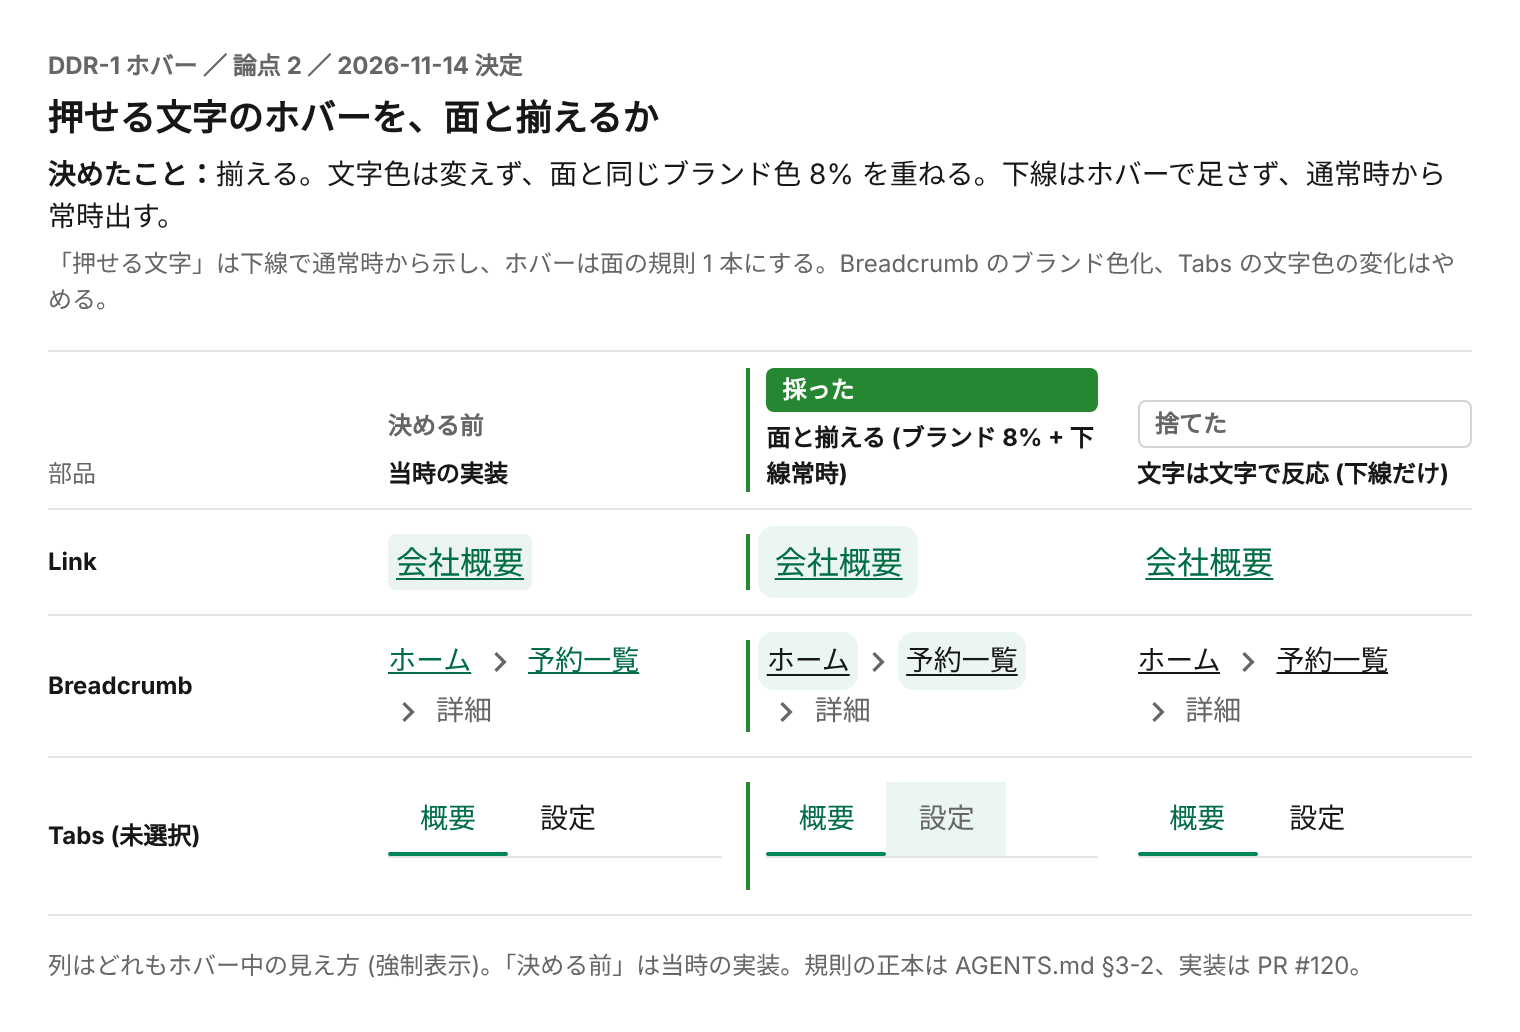 DDR-1 ホバー ／ 論点 2 ／ 2026-11-14 決定
押せる文字のホバーを、面と揃えるか
決めたこと：揃える。文字色は変えず、面と同じブランド色 8% を重ねる。下線はホバーで足さず、通常時から
常時出す。
「押せる文字」は下線で通常時から示し、ホバーは面の規則 1 本にする。Breadcrumb のブランド色化、Tabs の文字色の変化はや
める。
部品
決める前
当時の実装
採った
面と揃える (ブランド 8% + 下
線常時)
捨てた
文字は文字で反応 (下線だけ)
Link
会社概要
会社概要
会社概要
Breadcrumb
ホーム > 予約一覧
> 詳細
ホーム > 予約一覧
> 詳細
ホーム > 予約一覧
> 詳細
Tabs (未選択)
概要 設定
概要 設定
概要 設定
列はどれもホバー中の見え方 (強制表示)。「決める前」は当時の実装。規則の正本は AGENTS.md §3-2、実装は PR #120。